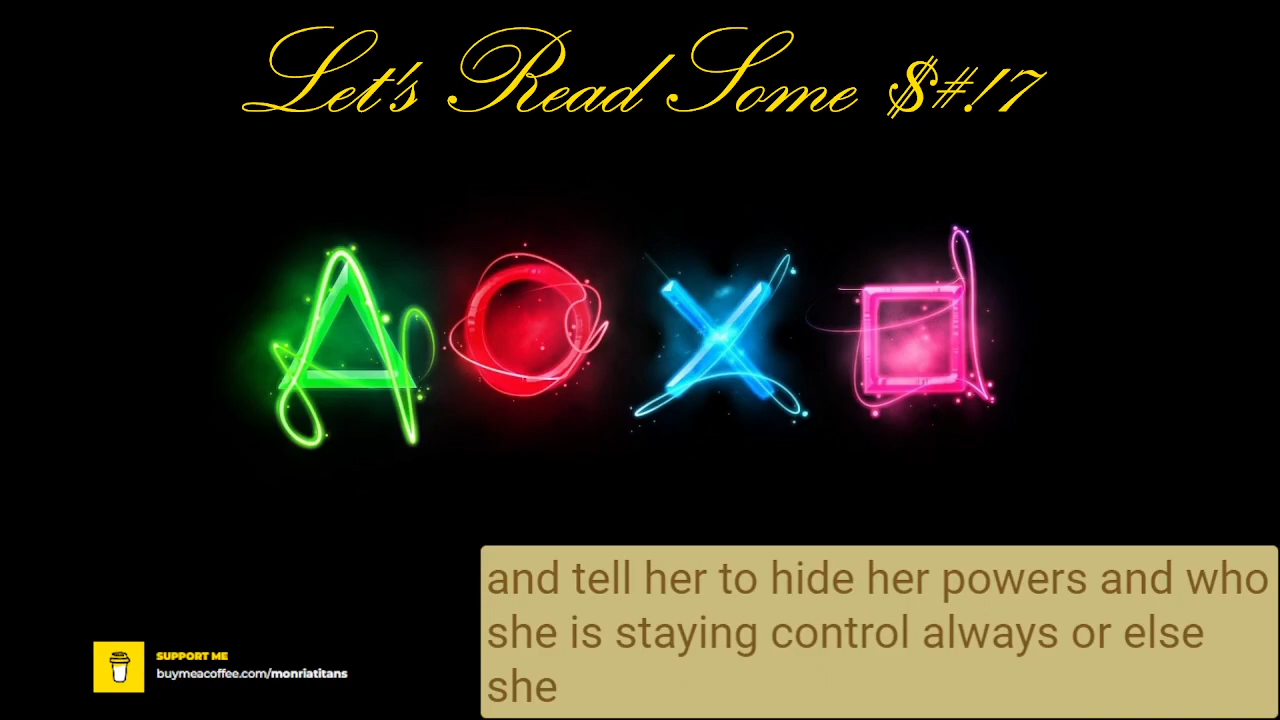 Let's Read Some $#!7
SUPPORT ME
buymeacoffee.com/monriatitans
and tell her to hide her powers and who
she is staying control always or else
she